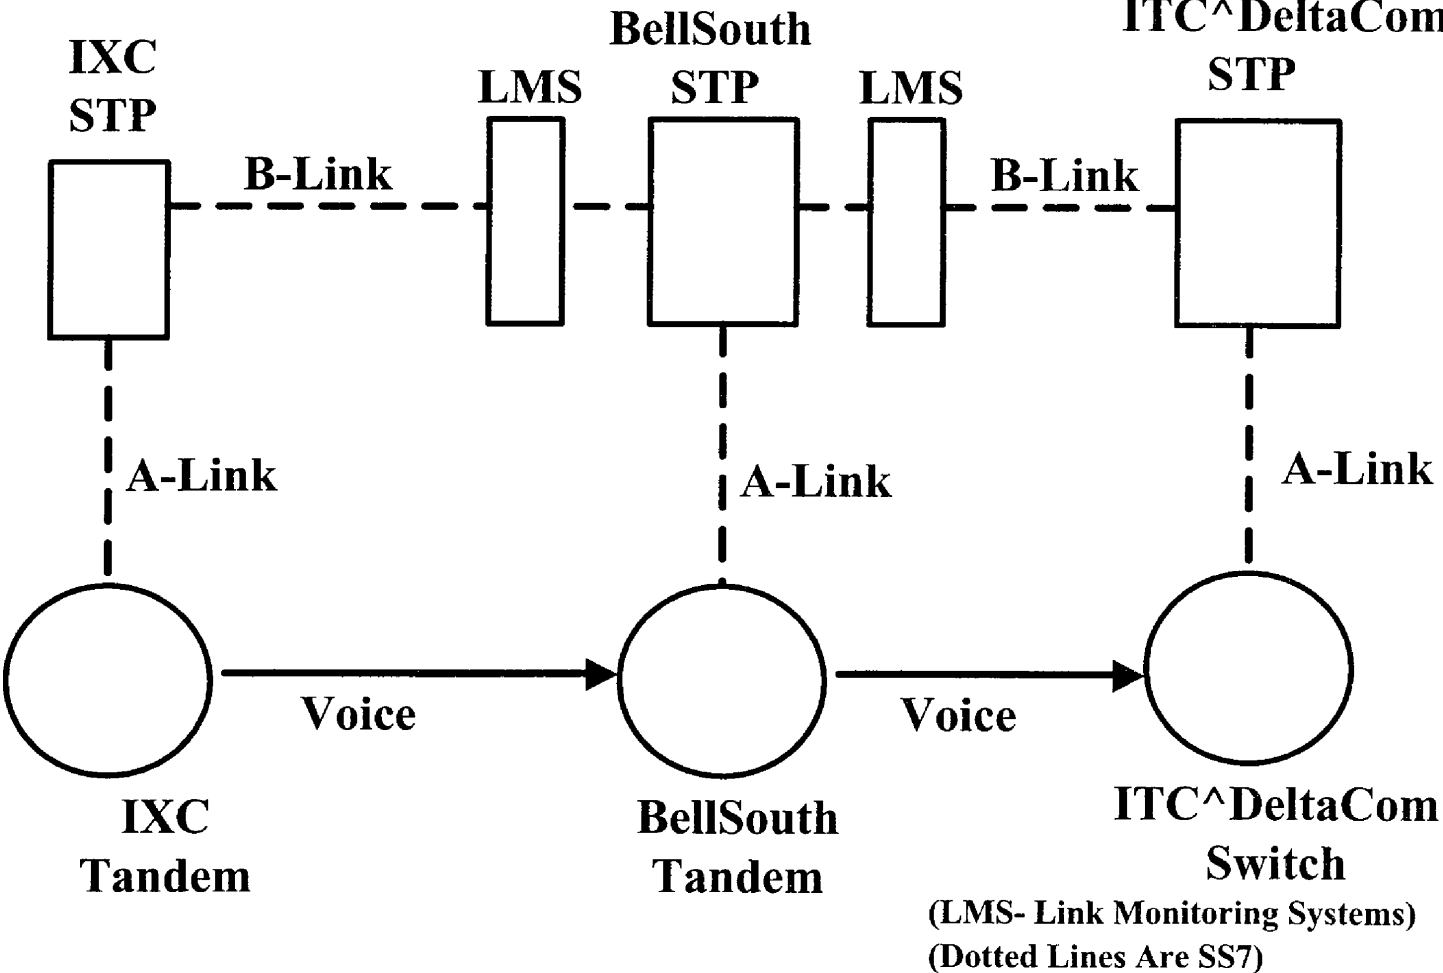 IXC
STP
LMS
BellSouth
STP
LMS
ITC^DeltaCom
STP
B-Link
B-Link
A-Link
A-Link
A-Link
Voice
Voice
IXC
Tandem
BellSouth
Tandem
ITC^DeltaCom
Switch
(LMS- Link Monitoring Systems)
(Dotted Lines Are SS7)